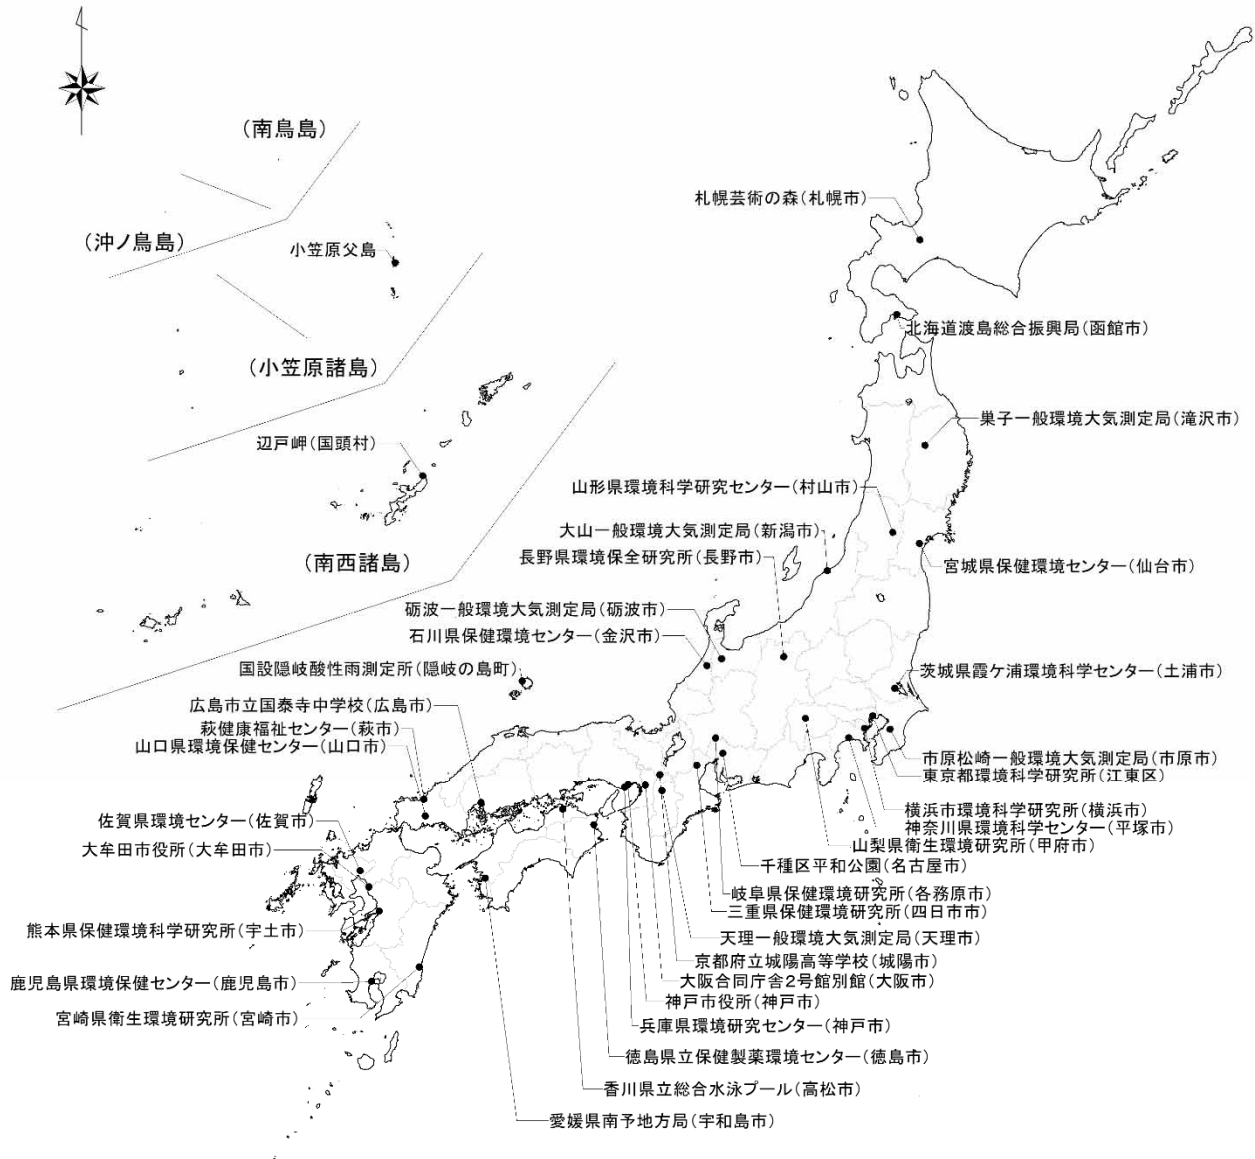 (南鳥島)
札幌芸術の森(札幌市)
(沖ノ鳥島)
小笠原父島
北海道渡島総合振興局(函館市)
(小笠原諸島)
巣子一般環境大気測定局(滝沢市)
辺戸岬(国頭村)
山形県環境科学研究センター(村山市)
大山一般環境大気測定局(新潟市)
長野県環境保全研究所(長野市)
(南西諸島)
宮城県保健環境センター(仙台市)
砺波一般環境大気測定局(砺波市)
石川県保健環境センター(金沢市)
国設隠岐酸性雨測定所(隠岐の島町)
茨城県霞ケ浦環境科学センター(土浦市)
広島市立国泰寺中学校(広島市)
萩健康福祉センター(萩市)
山口県環境保健センター(山口市)
市原松崎一般環境大気測定局(市原市)
東京都環境科学研究所(江東区)
横浜市環境科学研究所(横浜市)
佐賀県環境センター(佐賀市)
神奈川県環境科学センター(平塚市)
山梨県衛生環境研究所(甲府市)
大牟田市役所(大牟田市)
千種区平和公園(名古屋市)
岐阜県保健環境研究所(各務原市)
三重県保健環境研究所(四日市市)
熊本県保健環境科学研究所(宇土市)
天理一般環境大気測定局(天理市)
京都府立城陽高等学校(城陽市)
鹿児島県環境保健センター(鹿児島市)
大阪合同庁舎2号館別館(大阪市)
神戸市役所(神戸市)
宮崎県衛生環境研究所(宮崎市)
兵庫県環境研究センター(神戸市)
徳島県立保健製薬環境センター(徳島市)
香川県立総合水泳プール(高松市)
愛媛県南予地方局(宇和島市)